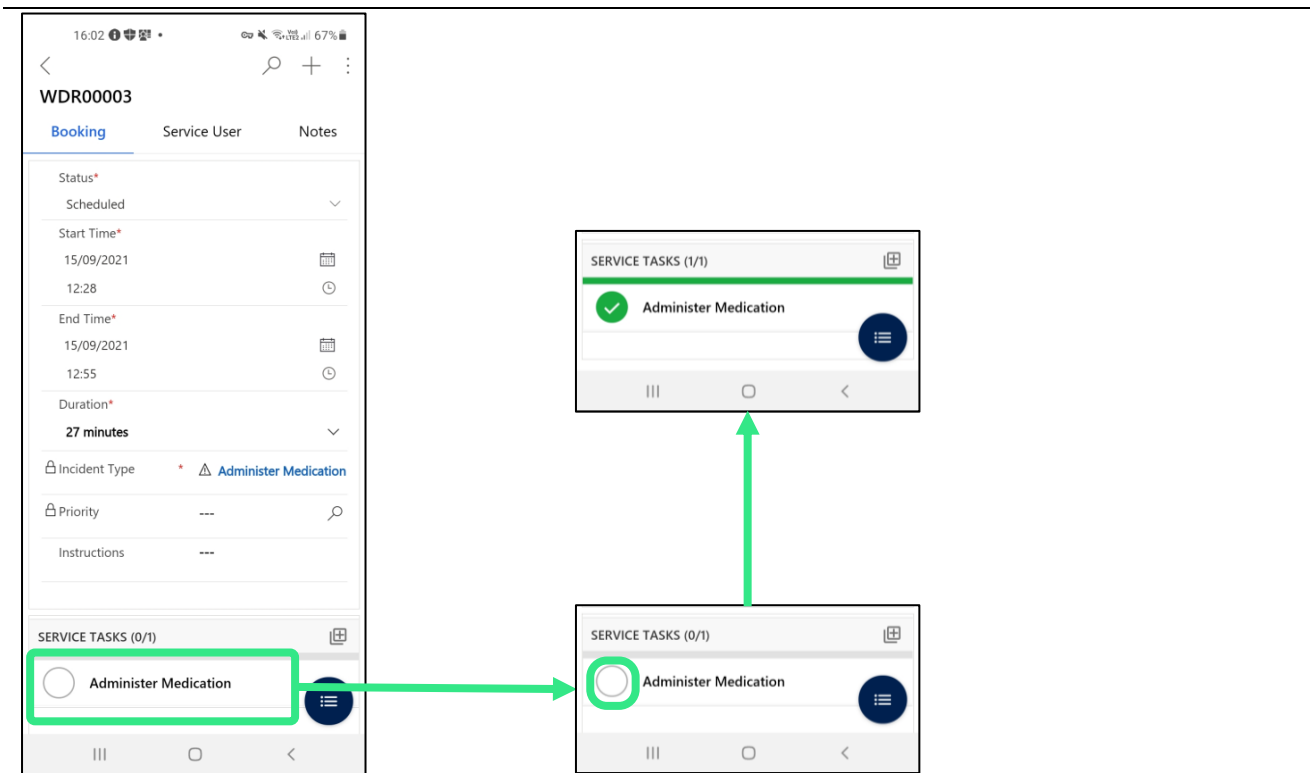 16:02 67%
WDR00003
Booking Service User Notes
Status*
Scheduled
Start Time*
15/09/2021
12:28
End Time*
15/09/2021
12:55
Duration*
27 minutes
Incident Type * Administer Medication
Priority ---
Instructions ---
SERVICE TASKS (0/1)
Administer Medication
SERVICE TASKS (1/1)
Administer Medication
SERVICE TASKS (0/1)
Administer Medication